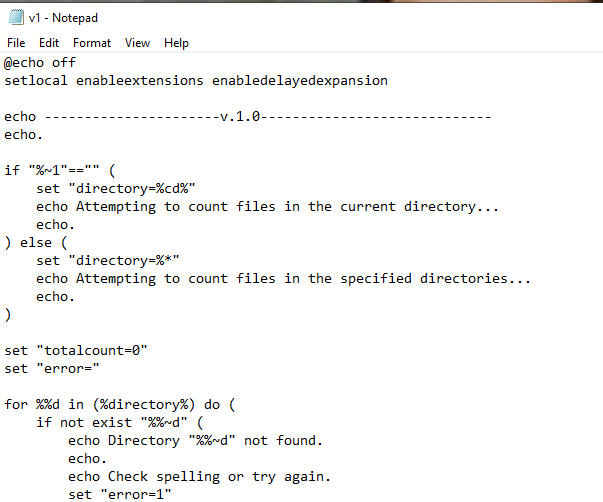 v1 - Notepad
File Edit Format View Help
@echo off
setlocal enableextensions enabledelayedexpansion

echo ----------------------v.1.0-----------------------------
echo.

if "%~1"=="" (
    set "directory=%cd%"
    echo Attempting to count files in the current directory...
    echo.
) else (
    set "directory=%*"
    echo Attempting to count files in the specified directories...
    echo.
)

set "totalcount=0"
set "error="

for %%d in (%directory%) do (
    if not exist "%%~d" (
        echo Directory "%%~d" not found.
        echo.
        echo Check spelling or try again.
        set "error=1"